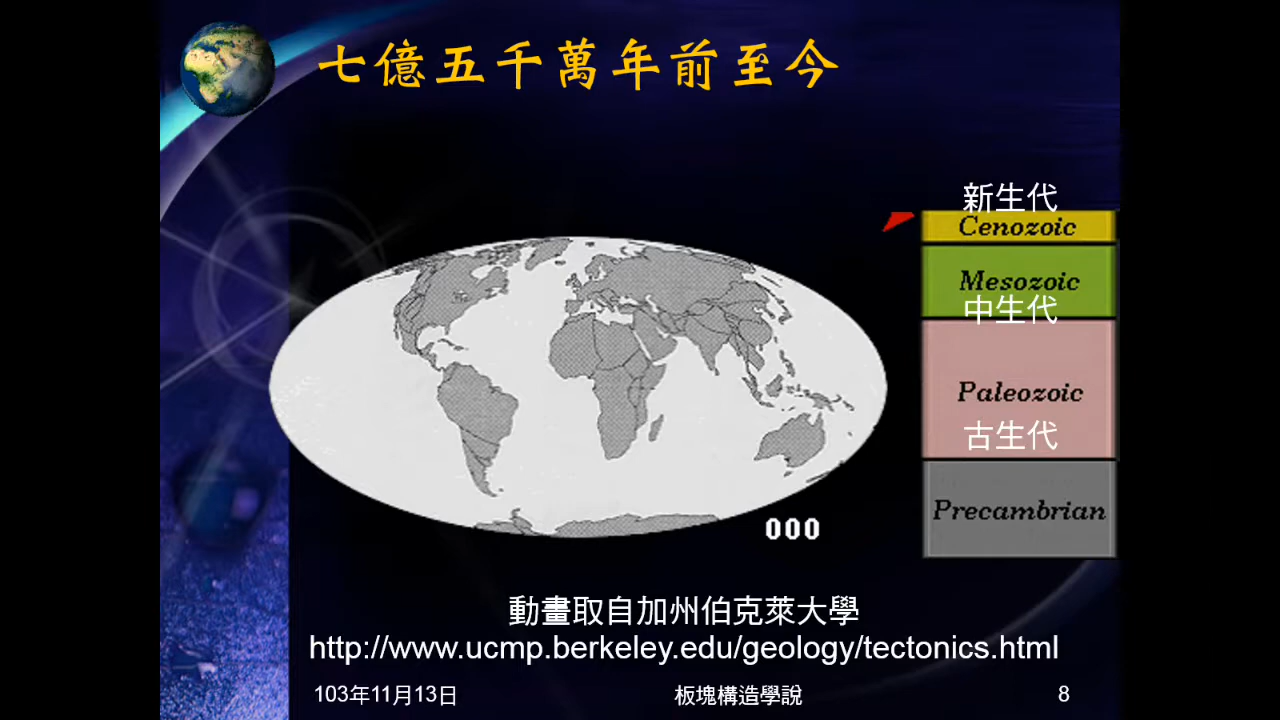 七億五千萬年前至今
新生代
Cenozoic
Mesozoic
中生代
Paleozoic
古生代
Precambrian
000
動畫取自加州伯克萊大學
http://www.ucmp.berkeley.edu/geology/tectonics.html
103年11月13日
板塊構造學說
8